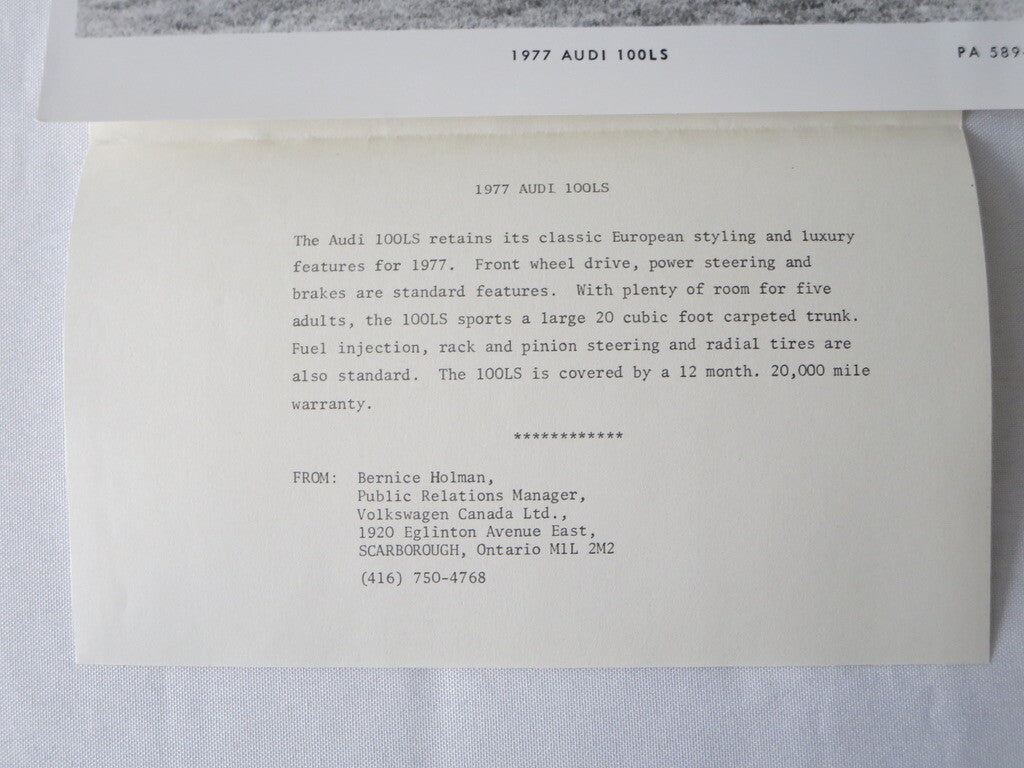 1977 AUDI 100LS
PA 589
1977 AUDI 100LS
The Audi 100LS retains its classic European styling and luxury
features for 1977. Front wheel drive, power steering and
brakes are standard features. With plenty of room for five
adults, the 100LS sports a large 20 cubic foot carpeted trunk.
Fuel injection, rack and pinion steering and radial tires are
also standard. The 100LS is covered by a 12 month. 20,000 mile
warranty.
************
FROM: Bernice Holman,
Public Relations Manager,
Volkswagen Canada Ltd.,
1920 Eglinton Avenue East,
SCARBOROUGH, Ontario M1L 2M2
(416) 750-4768